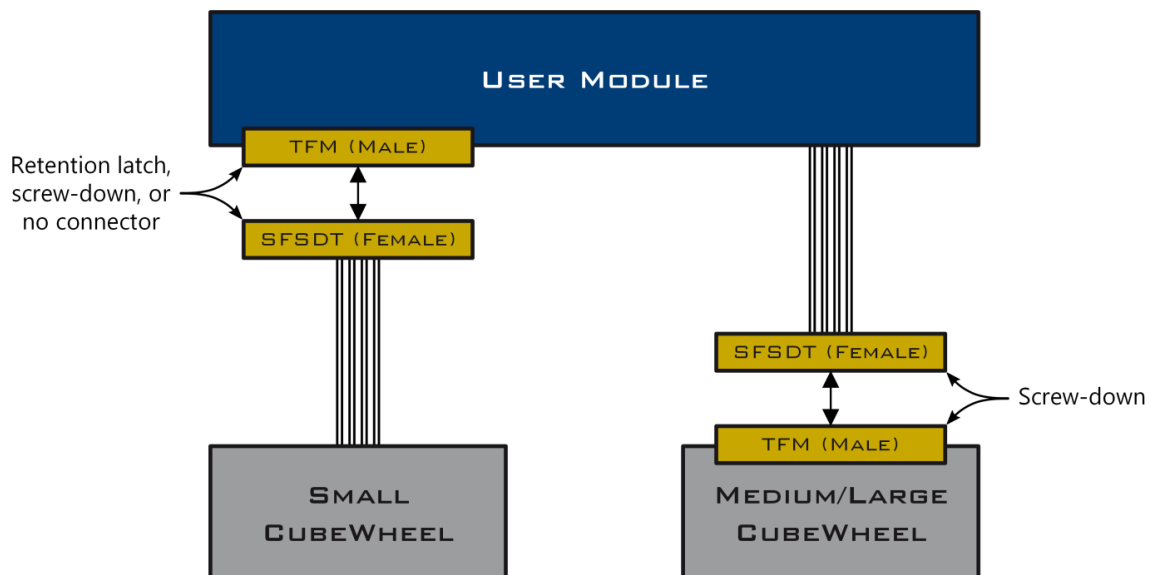 USER MODULE
TFM (MALE)
Retention latch,
screw-down, or
no connector
SFSDT (FEMALE)
SFSDT (FEMALE)
Screw-down
TFM (MALE)
SMALL
CUBEWHEEL
MEDIUM/LARGE
CUBEWHEEL